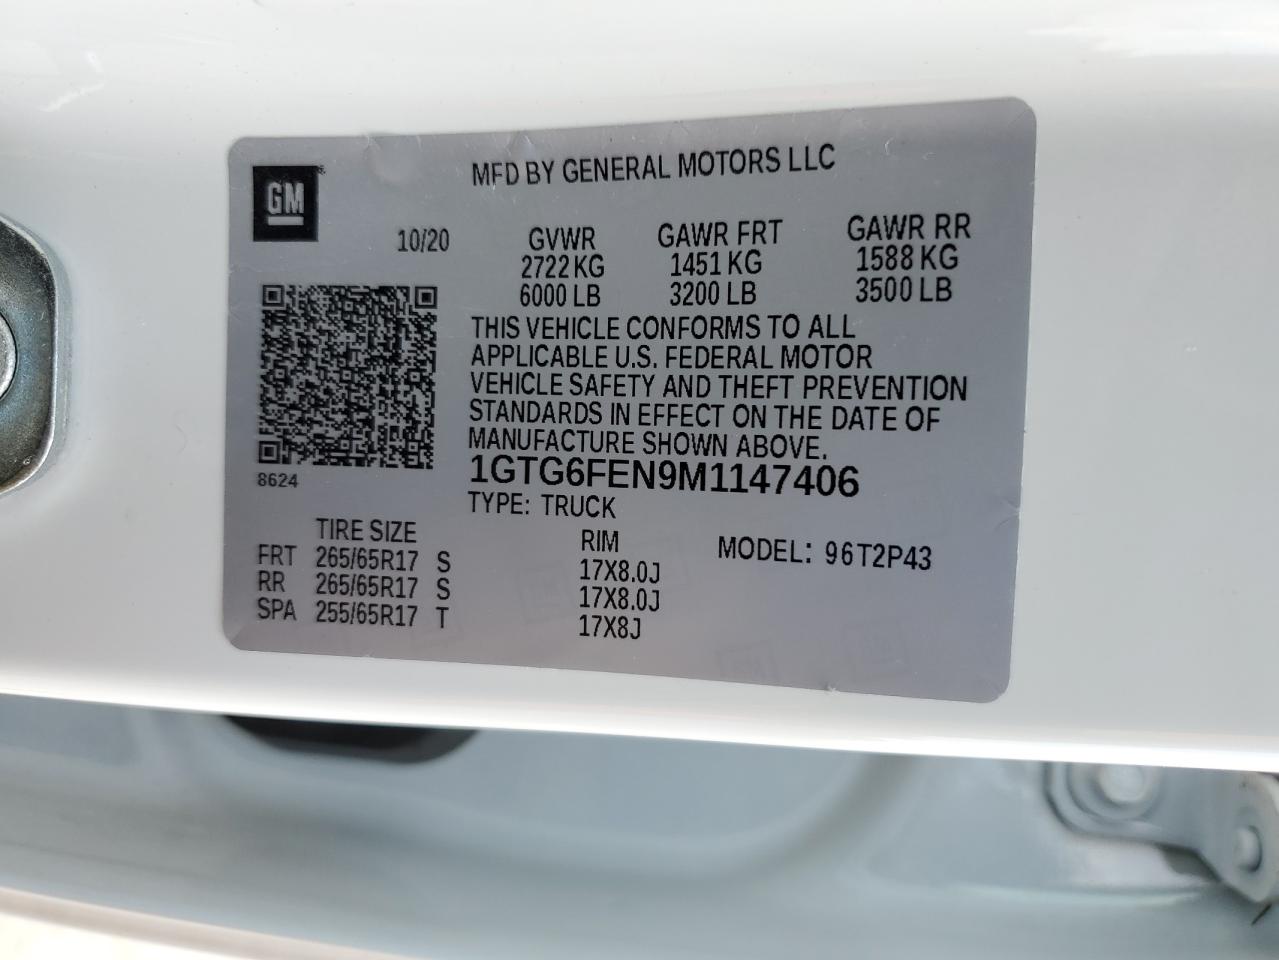 MFD BY GENERAL MOTORS LLC
GM
10/20
GVWR GAWR FRT GAWR RR
2722 KG 1451 KG 1588 KG
6000 LB 3200 LB 3500 LB
THIS VEHICLE CONFORMS TO ALL
APPLICABLE U.S. FEDERAL MOTOR
VEHICLE SAFETY AND THEFT PREVENTION
STANDARDS IN EFFECT ON THE DATE OF
MANUFACTURE SHOWN ABOVE.
8624
1GTG6FEN9M1147406
TYPE: TRUCK
TIRE SIZE RIM MODEL: 96T2P43
FRT 265/65R17 S 17X8.0J
RR 265/65R17 S 17X8.0J
SPA 255/65R17 T 17X8J